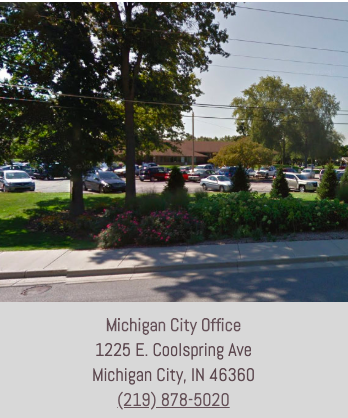 Michigan City Office
1225 E. Coolspring Ave
Michigan City, IN 46360
(219) 878-5020